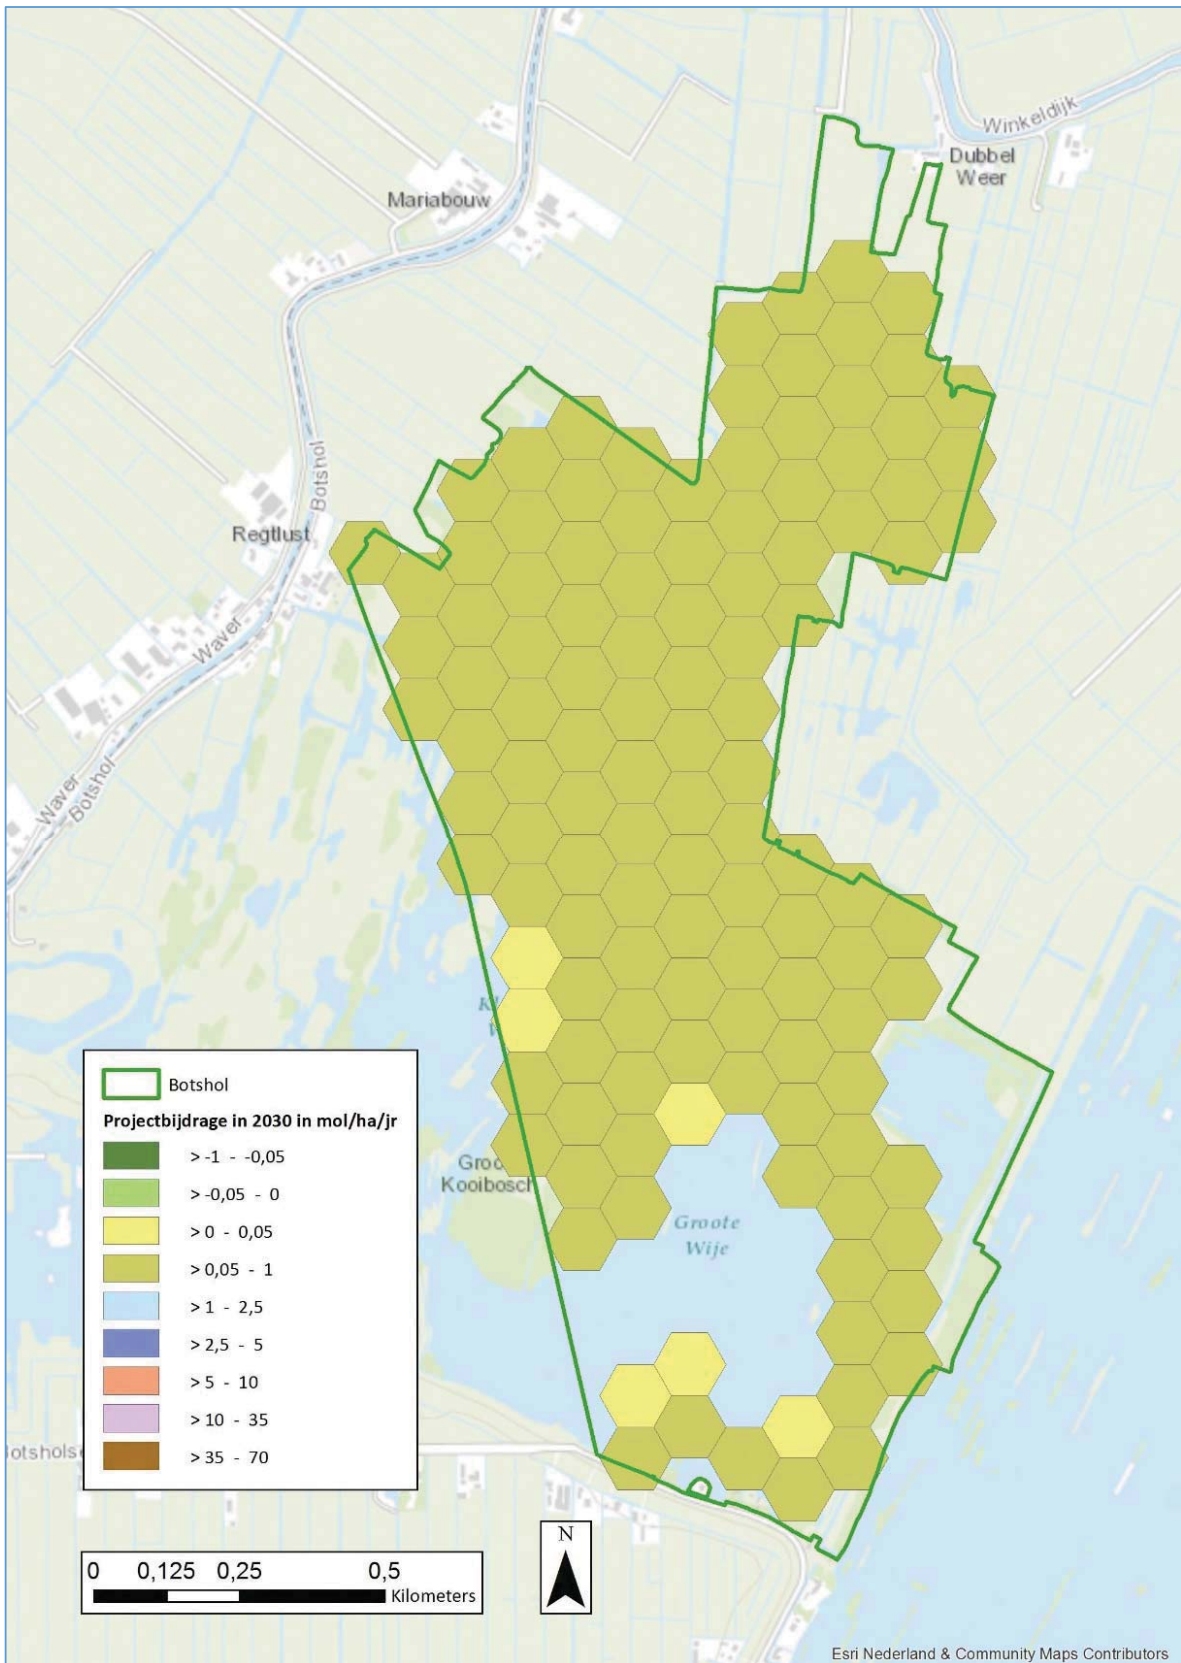 Winkeldijk
Dubbel
Weer
Mariabouw
Botshol
Regtlust
Waver
Waver
Botshol
Groo
Kooibosch
Groote
Wije
Botshol
Projectbijdrage in 2030 in mol/ha/jr
> -1 - -0,05
> -0,05 - 0
> 0 - 0,05
> 0,05 - 1
> 1 - 2,5
> 2,5 - 5
> 5 - 10
> 10 - 35
> 35 - 70
N
0 0,125 0,25 0,5
Kilometers
Esri Nederland & Community Maps Contributors